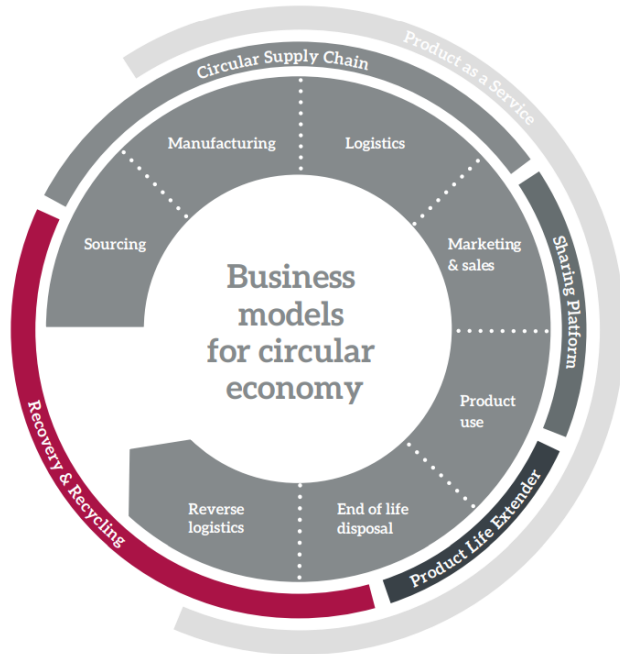 Product as a Service
Circular Supply Chain
Manufacturing
Logistics
Sourcing
Marketing
& sales
Sharing Platform
Business
models
for circular
economy
Product
use
Recovery & Recycling
Reverse
logistics
End of life
disposal
Product Life Extender